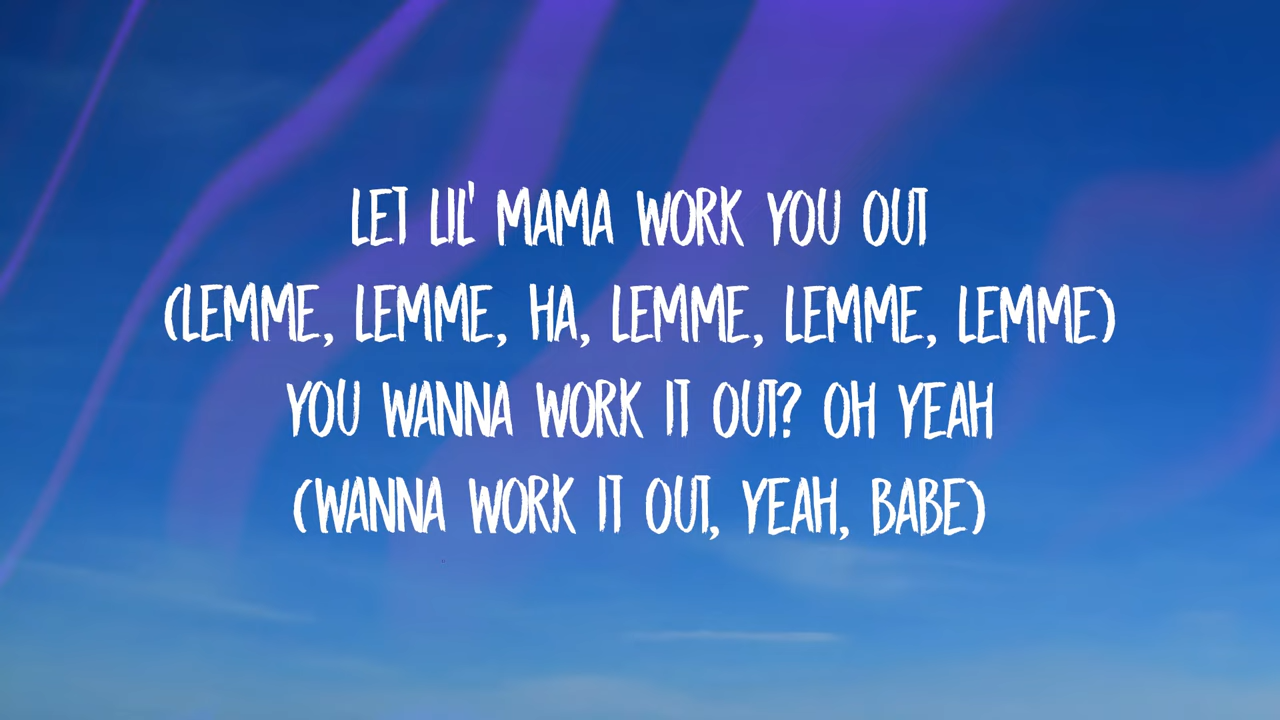 LET LIL' MAMA WORK YOU OUT
(LEMME, LEMME, HA, LEMME, LEMME, LEMME)
YOU WANNA WORK IT OUT? OH YEAH
(WANNA WORK IT OUT, YEAH, BABE)